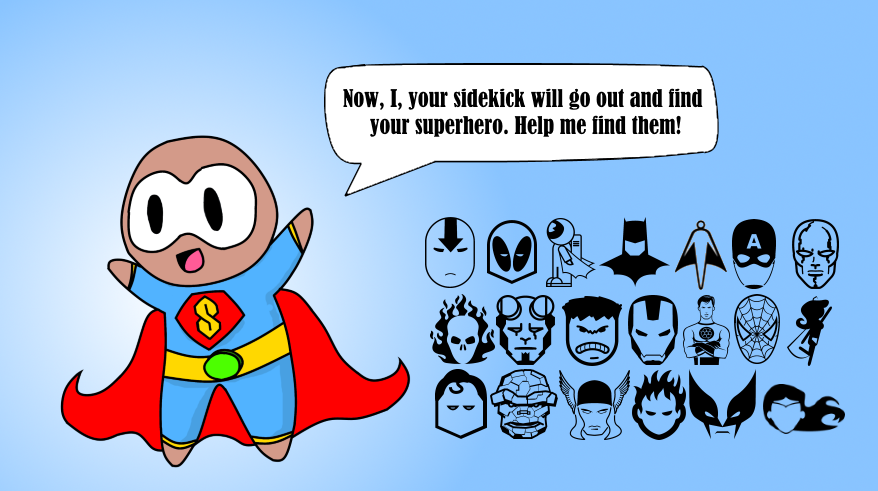 Now, I, your sidekick will go out and find
your superhero. Help me find them!
S
A